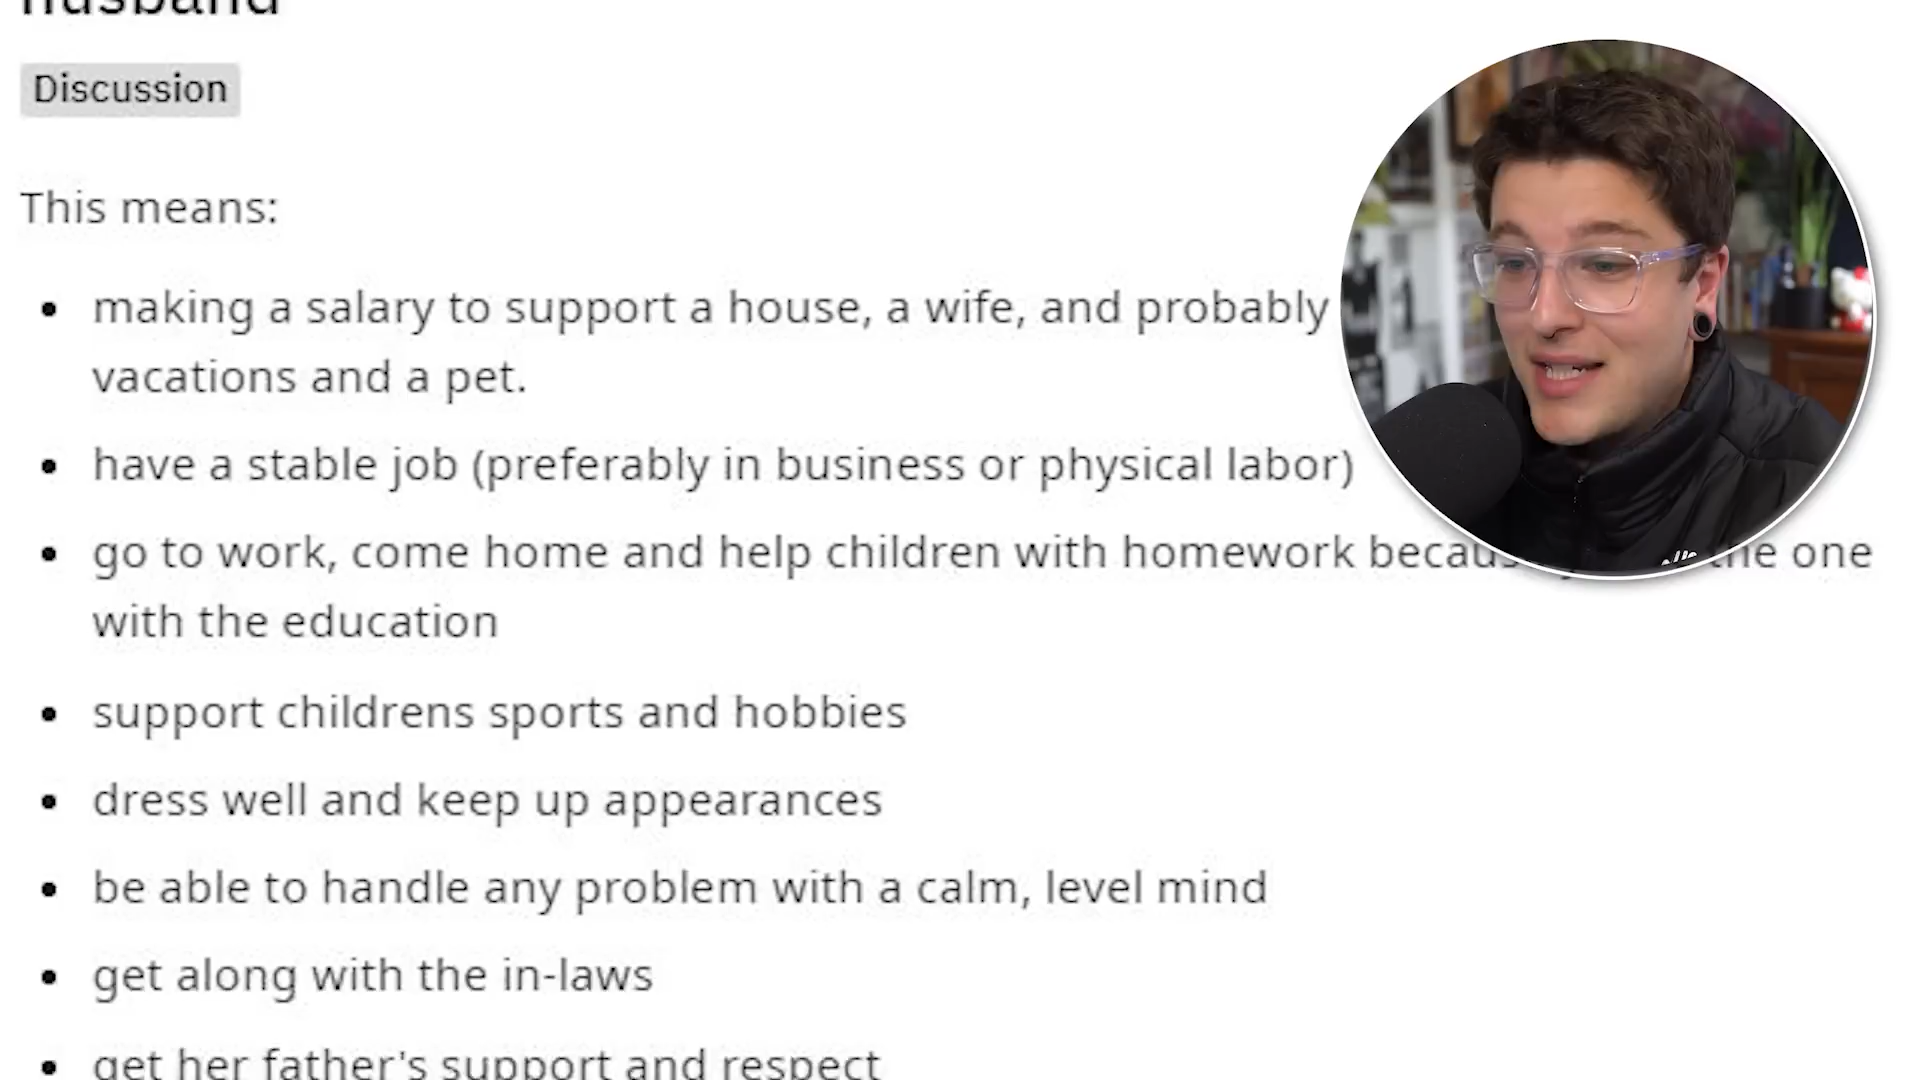 husband
Discussion
This means:
• making a salary to support a house, a wife, and probably
vacations and a pet.
• have a stable job (preferably in business or physical labor)
• go to work, come home and help children with homework the one
with the education
• support childrens sports and hobbies
• dress well and keep up appearances
• be able to handle any problem with a calm, level mind
• get along with the in-laws
• get her father's support and respect